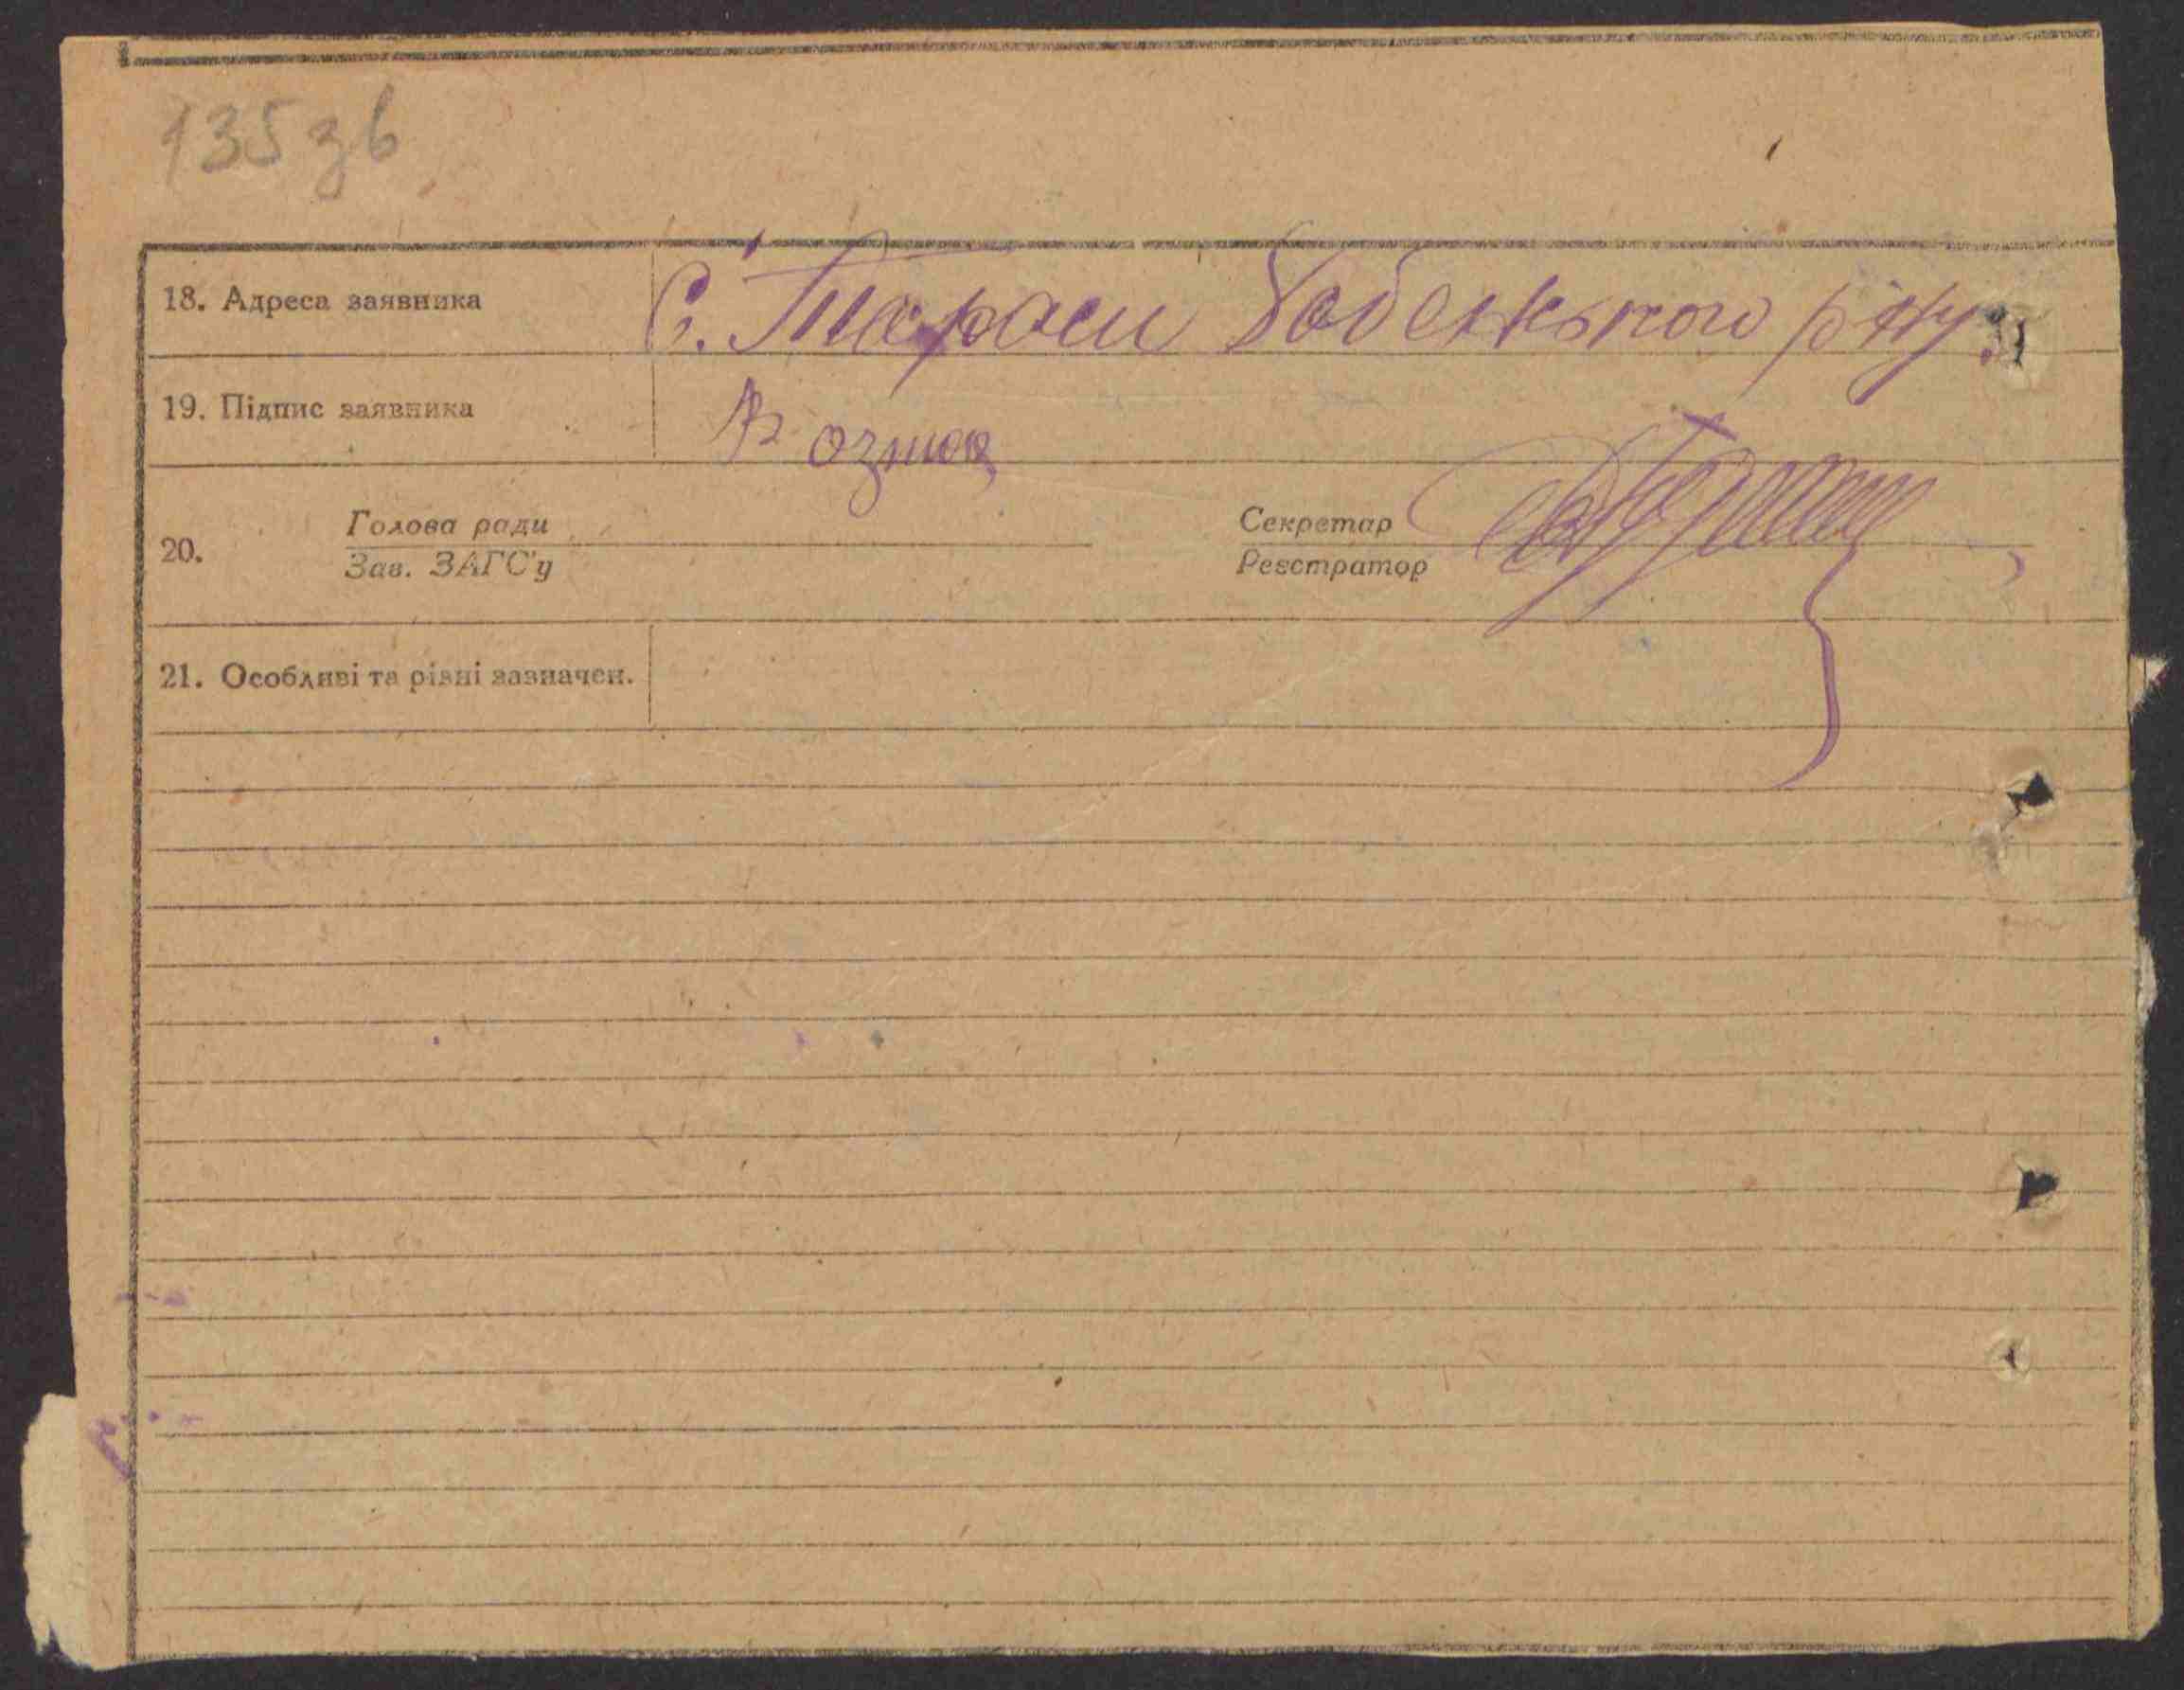 135зв
18. Адреса заявника С. Тараси
19. Підпис заявника
20. Голова ради Секретар
Зав. ЗАГС'у Реєстратор
21. Особливі та різні зазначен.